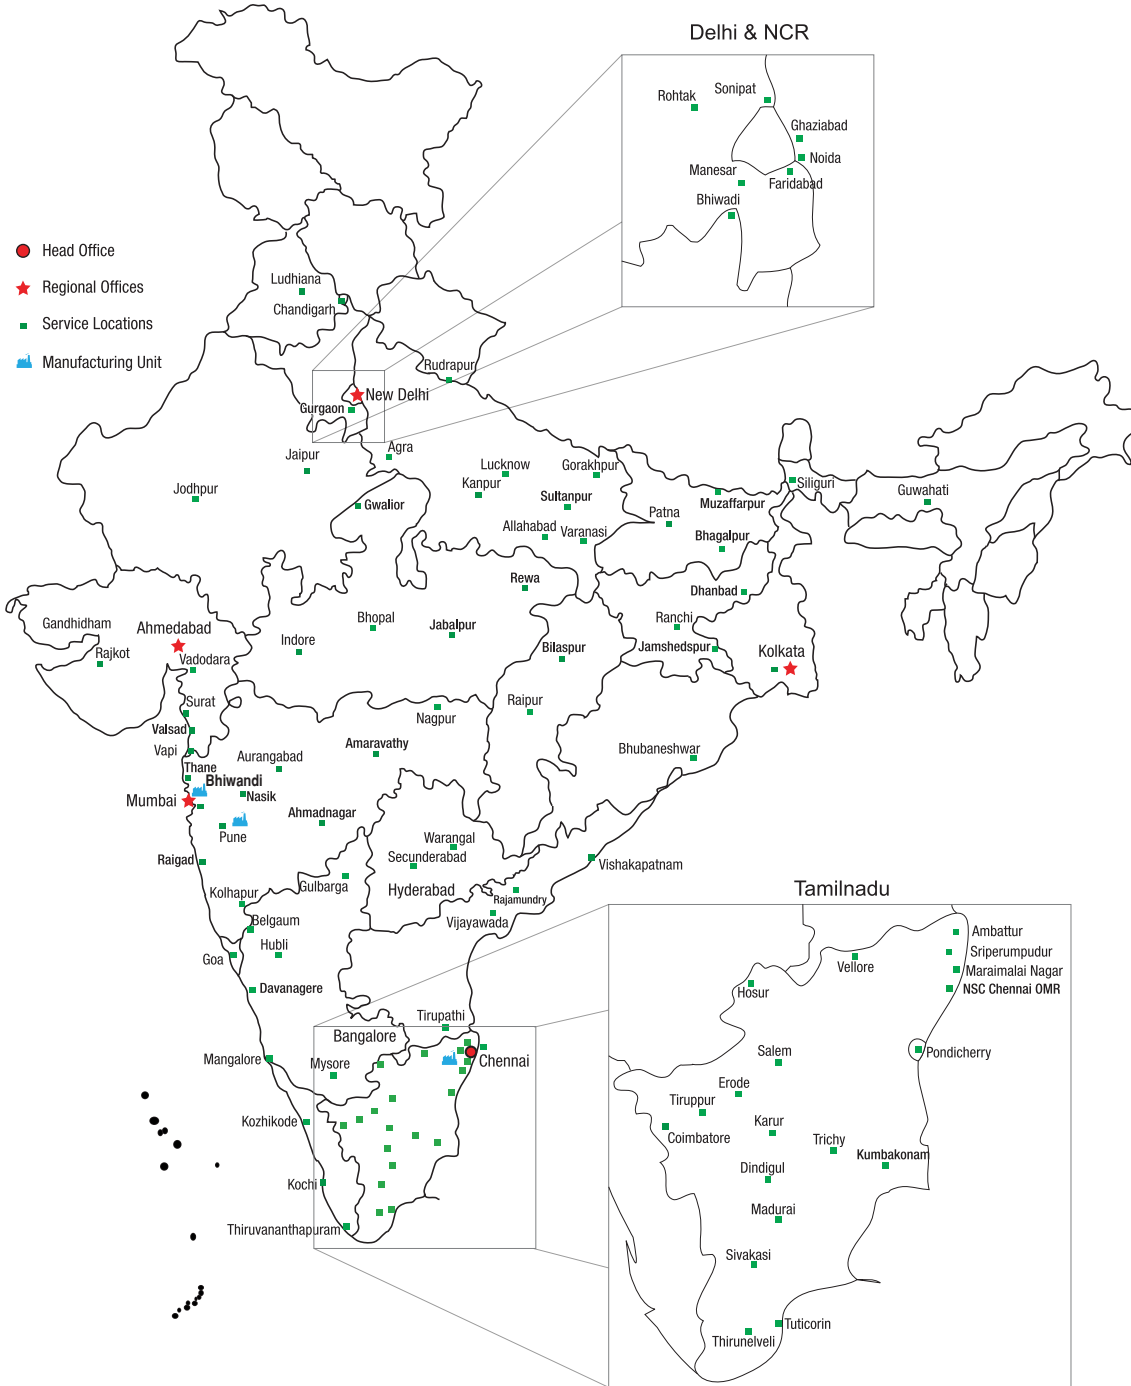 Delhi & NCR
Sonipat
Rohtak
Ghaziabad
Noida
Manesar
Faridabad
Bhiwadi
Head Office
Regional Offices
Service Locations
Manufacturing Unit
Ludhiana
Chandigarh
Rudrapur
New Delhi
Gurgaon
Agra
Jaipur
Lucknow
Gorakhpur
Kanpur
Siliguri
Jodhpur
Sultanpur
Muzaffarpur
Guwahati
Gwalior
Patna
Allahabad
Varanasi
Bhagalpur
Rewa
Dhanbad
Gandhidham
Ahmedabad
Bhopal
Jabalpur
Ranchi
Indore
Bilaspur
Jamshedspur
Kolkata
Rajkot
Vadodara
Surat
Raipur
Nagpur
Valsad
Vapi
Aurangabad
Amaravathy
Bhubaneshwar
Thane
Bhiwandi
Mumbai
Nasik
Ahmadnagar
Pune
Warangal
Raigad
Secunderabad
Vishakapatnam
Gulbarga
Hyderabad
Kolhapur
Rajamundry
Belgaum
Vijayawada
Hubli
Goa
Davanagere
Tirupathi
Bangalore
Mangalore
Mysore
Chennai
Kozhikode
Kochi
Thiruvananthapuram
Tamilnadu
Ambattur
Sriperumpudur
Vellore
Maraimalai Nagar
Hosur
NSC Chennai OMR
Salem
Pondicherry
Erode
Tiruppur
Karur
Coimbatore
Trichy
Kumbakonam
Dindigul
Madurai
Sivakasi
Tuticorin
Thirunelveli